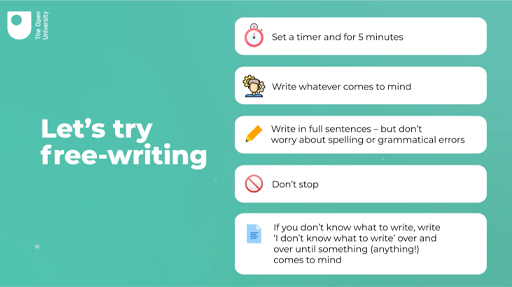 The Open
University
Let's try
free-writing
Set a timer and for 5 minutes
Write whatever comes to mind
Write in full sentences – but don't
worry about spelling or grammatical errors
Don't stop
If you don't know what to write, write
'I don't know what to write' over and
over until something (anything!)
comes to mind